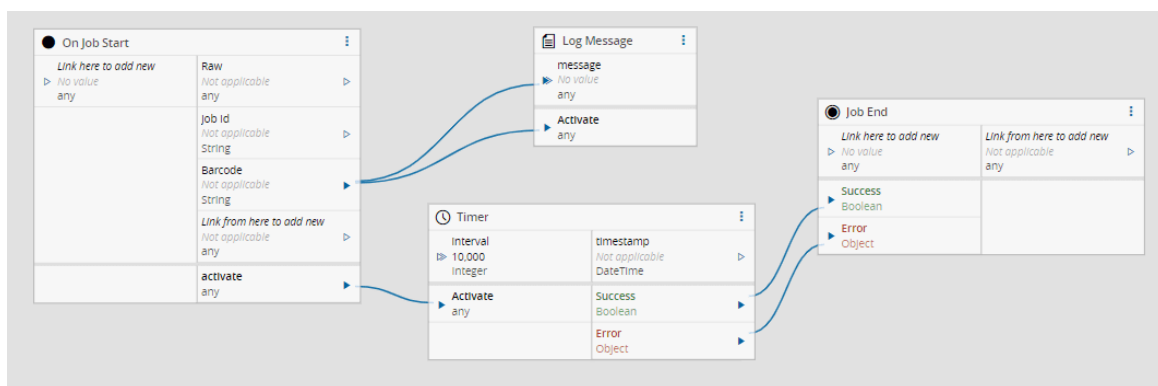 On Job Start
Link here to add new
No value
any
Raw
Not applicable
any
Job Id
Not applicable
String
Barcode
Not applicable
String
Link from here to add new
Not applicable
any
activate
any
Log Message
message
No value
any
Activate
any
Timer
Interval
10,000
Integer
timestamp
Not applicable
DateTime
Activate
any
Success
Boolean
Error
Object
Job End
Link here to add new
No value
any
Link from here to add new
Not applicable
any
Success
Boolean
Error
Object